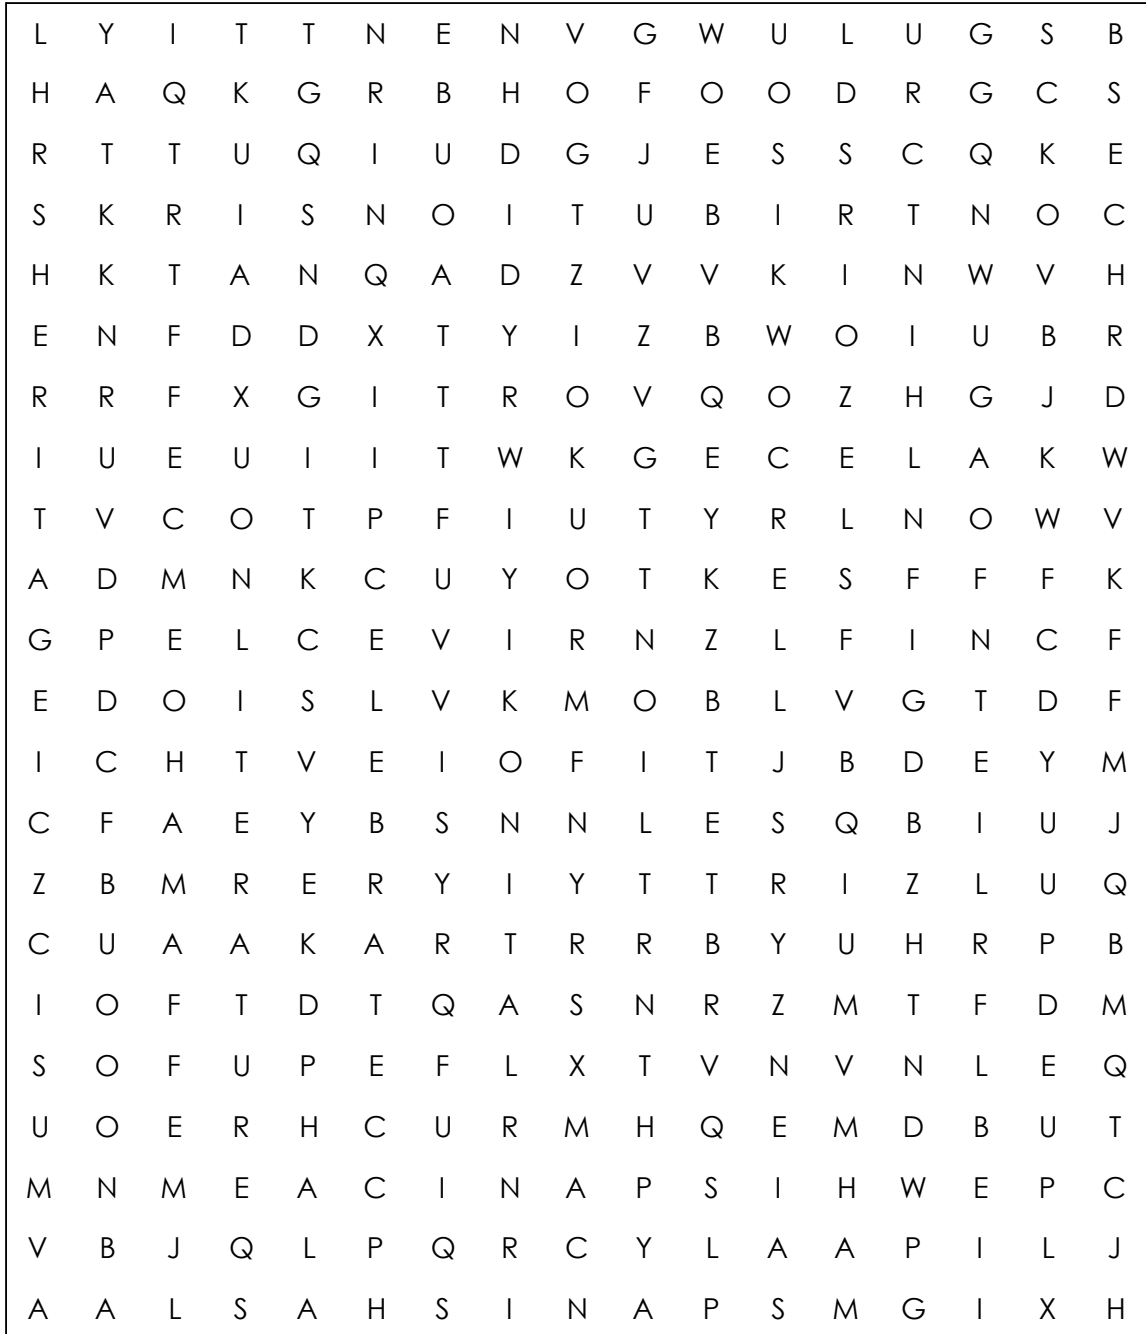 L Y I T T N E N V G W U L U G S B
H A Q K G R B H O F O O D R G C S
R T T U Q I U D G J E S S C Q K E
S K R I S N O I T U B I R T N O C
H K T A N Q A D Z V V K I N W V H
E N F D D X T Y I Z B W O I U B R
R R F X G I T R O V Q O Z H G J D
I U E U I I T W K G E C E L A K W
T V C O T P F I U T Y R L N O W V
A D M N K C U Y O T K E S F F F K
G P E L C E V I R N Z L F I N C F
E D O I S L V K M O B L V G T D F
I C H T V E I O F I T J B D E Y M
C F A E Y B S N N L E S Q B I U J
Z B M R E R Y I Y T T R I Z L U Q
C U A A K A R T R R B Y U H R P B
I O F T D T Q A S N R Z M T F D M
S O F U P E F L X T V N V N L E Q
U O E R H C U R M H Q E M D B U T
M N M E A C I N A P S I H W E P C
V B J Q L P Q R C Y L A A P I L J
A A L S A H S I N A P S M G I X H